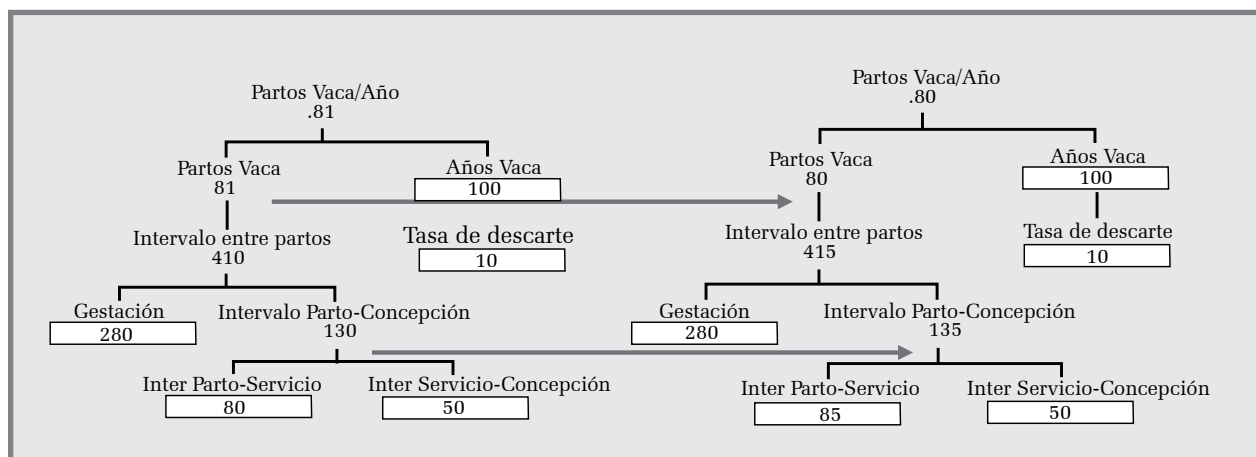 Partos Vaca/Año
.81
Partos Vaca
81
Años Vaca
100
Intervalo entre partos
410
Tasa de descarte
10
Gestación
280
Intervalo Parto-Concepción
130
Inter Parto-Servicio
80
Inter Servicio-Concepción
50
Partos Vaca/Año
.80
Partos Vaca
80
Años Vaca
100
Intervalo entre partos
415
Tasa de descarte
10
Gestación
280
Intervalo Parto-Concepción
135
Inter Parto-Servicio
85
Inter Servicio-Concepción
50